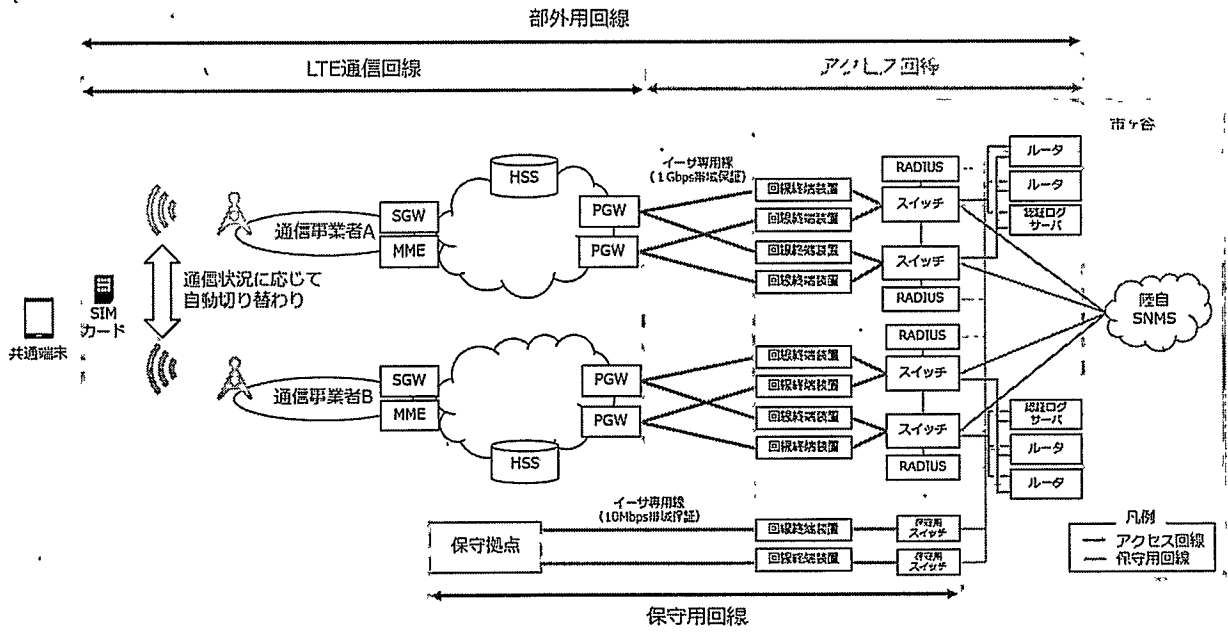 部外用回線
LTE通信回線
アクセス回線
市ヶ谷
HSS
イーサ専用線
(1Gbps帯域保証)
RADIUS
ルータ
回線終端装置
SGW
PGW
スイッチ
ルータ
通信事業者A
回線終端装置
認証ログ
サーバ
MME
PGW
回線終端装置
スイッチ
回線終端装置
RADIUS
通信状況に応じて
自動切り替わり
SIM
カード
共通端末
陸自
SNMS
RADIUS
回線終端装置
SGW
PGW
スイッチ
通信事業者B
回線終端装置
MME
PGW
回線終端装置
スイッチ
認証ログ
サーバ
回線終端装置
ルータ
HSS
RADIUS
ルータ
イーサ専用線
(10Mbps帯域保証)
保守拠点
回線終端装置
保守用
スイッチ
回線終端装置
保守用
スイッチ
凡例
アクセス回線
保守用回線
保守用回線